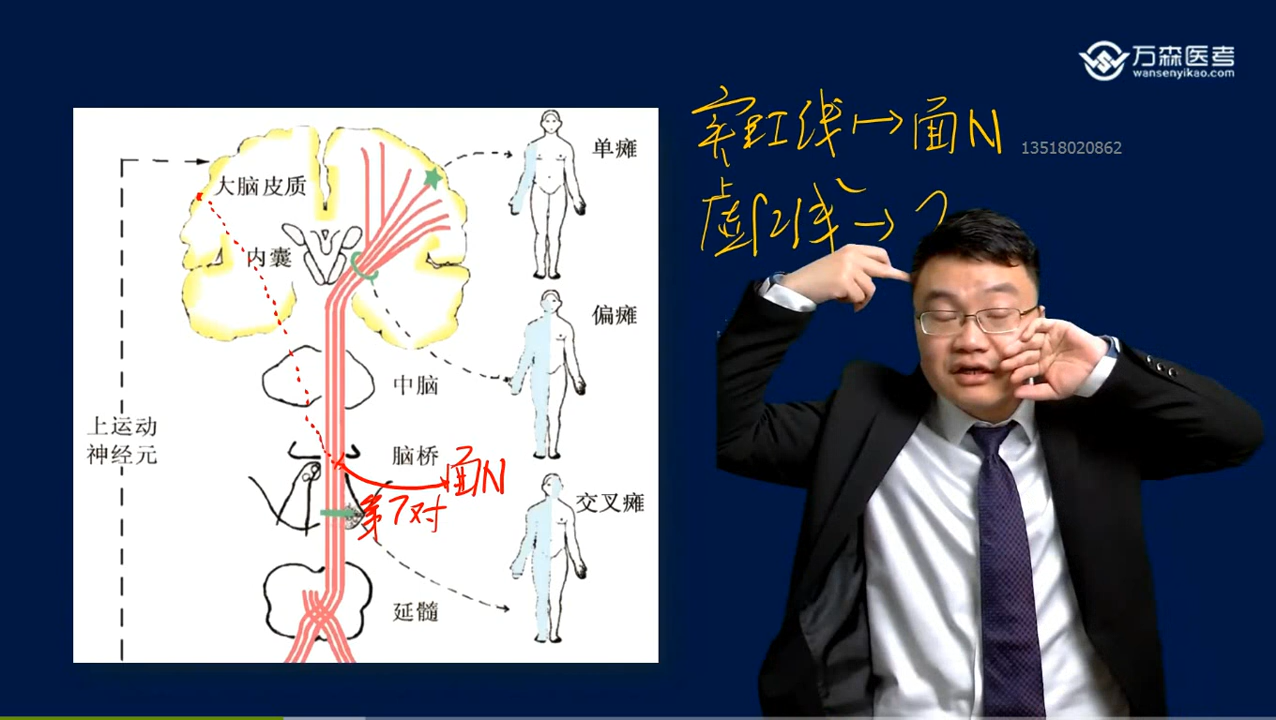 万森医考
wansenyikao.com
实红线→面N
13518020862
虚红线→?
大脑皮质
内囊
中脑
上运动
神经元
脑桥
面N
第7对
延髓
单瘫
偏瘫
交叉瘫